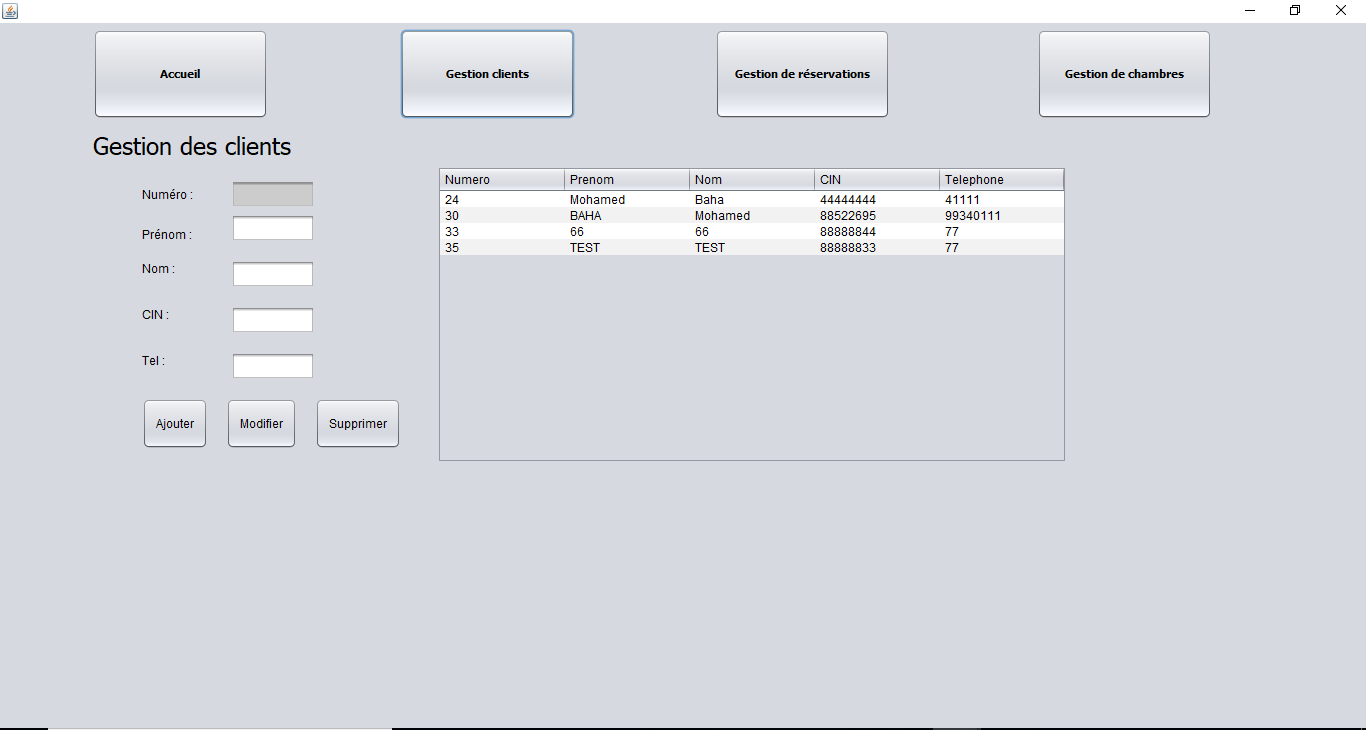 Accueil Gestion clients Gestion de réservations Gestion de chambres
Gestion des clients
Numéro :
Prénom :
Nom :
CIN :
Tel :
Ajouter Modifier Supprimer
Numero Prenom Nom CIN Telephone
24 Mohamed Baha 44444444 41111
30 BAHA Mohamed 88522695 99340111
33 66 66 88888844 77
35 TEST TEST 88888833 77